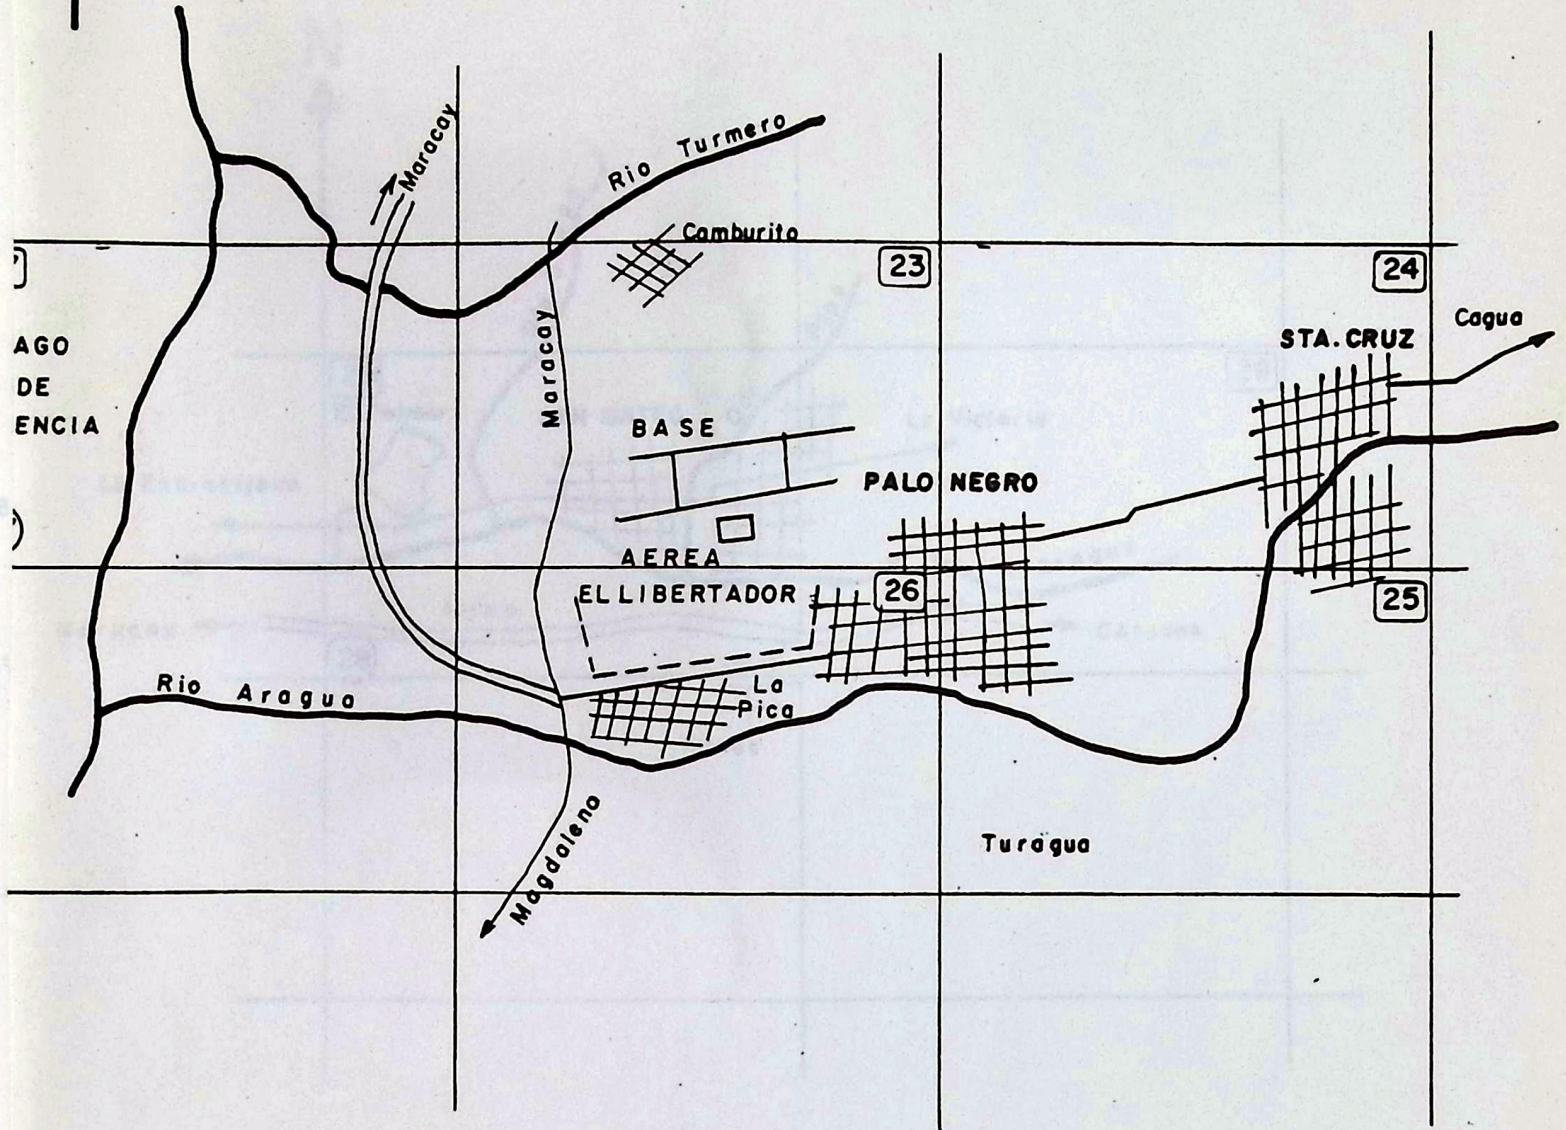 Maracay
Rio Turmero
Camburito
23
24
Cagua
STA. CRUZ
AGO
DE
ENCIA
Maracay
BASE
PALO NEGRO
AEREA
EL LIBERTADOR
26
25
Rio Aragua
La
Pica
Magdaleno
Turagua